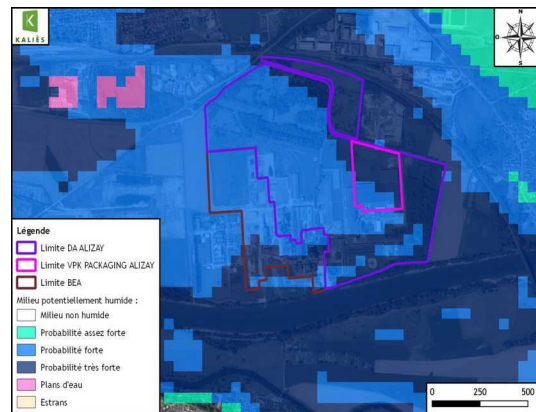 KALIÈS
N
O
E
S
Légende
Limite DA ALIZAY
Limite VPK PACKAGING ALIZAY
Limite BEA
Milieu potentiellement humide :
Milieu non humide
Probabilité assez forte
Probabilité forte
Probabilité très forte
Plans d'eau
Estrans
0 250 500